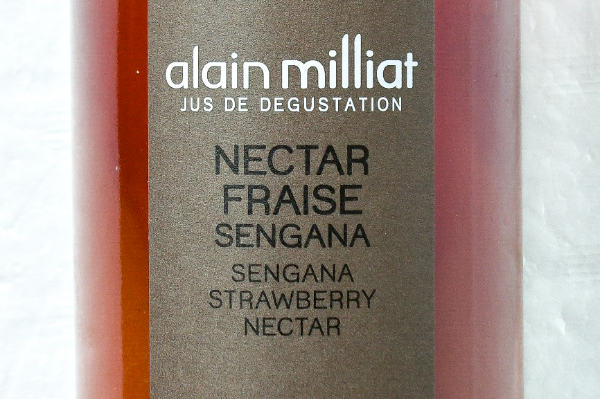 alain milliat
JUS DE DEGUSTATION
NECTAR
FRAISE
SENGANA
SENGANA
STRAWBERRY
NECTAR